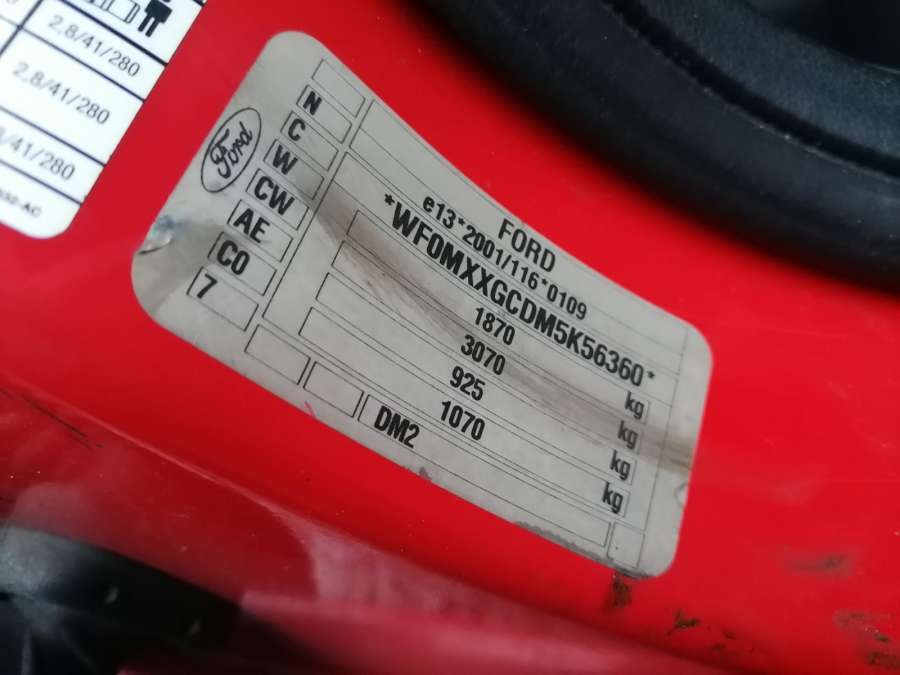 2,8/41/280
2,8/41/280
/41/280
-AC
Ford
N
C
W
CW
AE
C0
7
FORD
e13*2001/116*0109
*WF0MXXGCDM5K56360*
1870 kg
3070 kg
925 kg
1070 kg
DM2